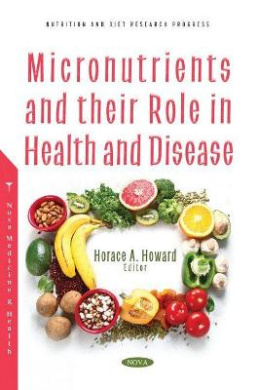 NUTRITION AND DIET RESEARCH PROGRESS
Micronutrients
and their Role in
Health and Disease
Horace A. Howard
Editor
Nova Medicine & Health
NOVA